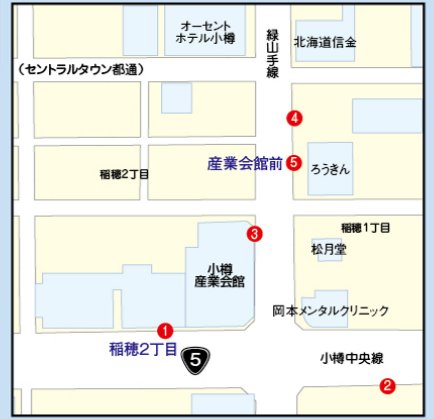 オーセント
ホテル小樽
緑山手線
北海道信金
(セントラルタウン都通)
4
産業会館前
5
ろうきん
稲穂2丁目
3
稲穂1丁目
松月堂
小樽
産業会館
岡本メンタルクリニック
1
稲穂2丁目
5
小樽中央線
2